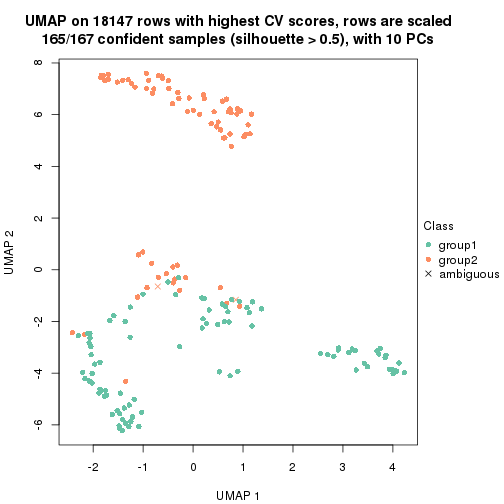 UMAP on 18147 rows with highest CV scores, rows are scaled
165/167 confident samples (silhouette > 0.5), with 10 PCs
8
6
4
2
0
-2
-4
-6
UMAP 2
-2
-1
0
1
2
3
4
UMAP 1
Class
group1
group2
ambiguous